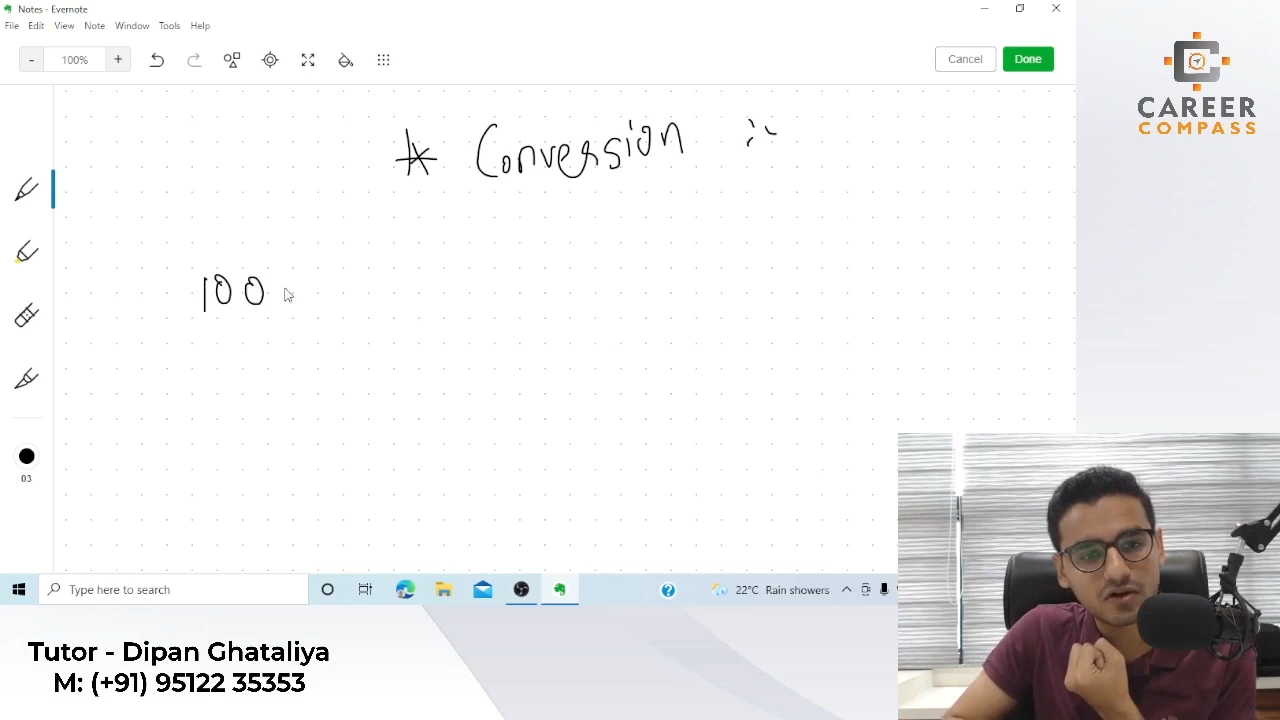 Notes - Evernote
File Edit View Note Window Tools Help
- 100% +
Cancel Done
* Conversion :-
100
03
Type here to search
22°C Rain showers
CAREER
COMPASS
Tutor - Dipan Ghataliya
M: (+91) 95122 35353